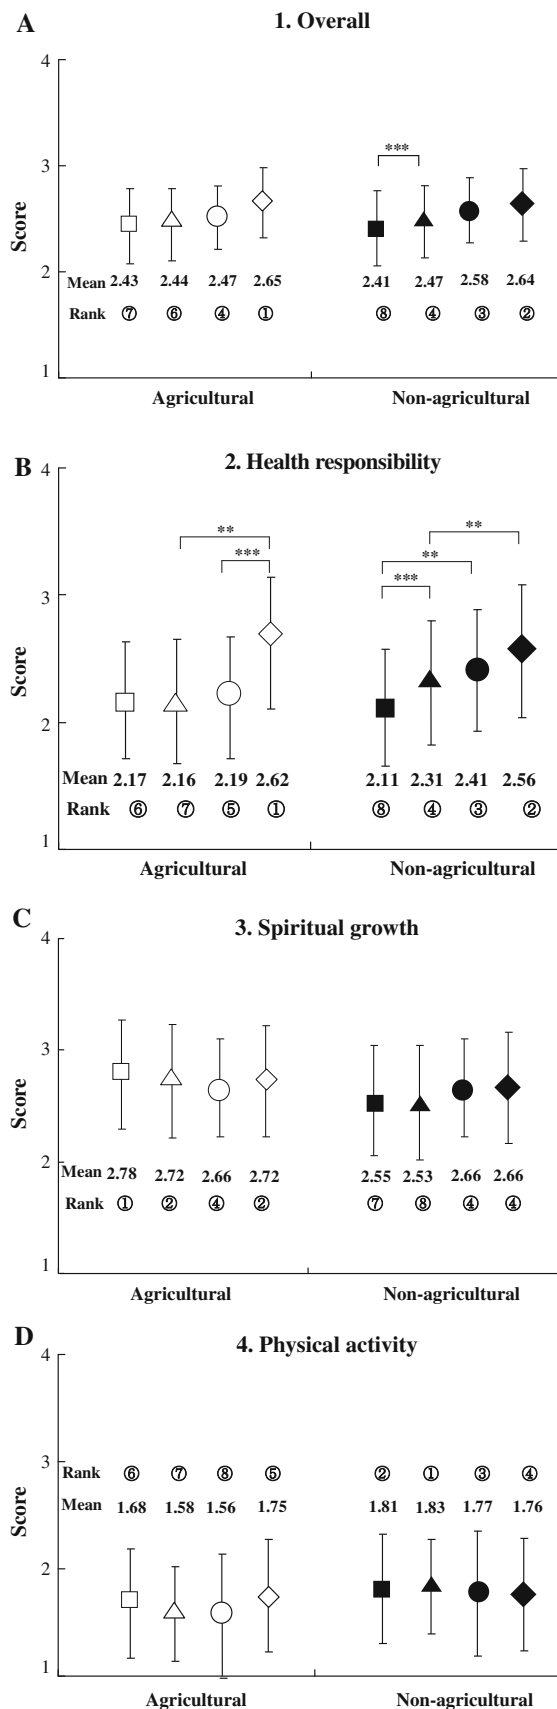 A
1. Overall
4
3
2
1
Score
***
Mean 2.43 2.44 2.47 2.65 2.41 2.47 2.58 2.64
Rank ⑦ ⑥ ④ ① ⑧ ④ ③ ②
Agricultural Non-agricultural
B
2. Health responsibility
4
3
2
1
Score
** ***
** ** ***
Mean 2.17 2.16 2.19 2.62 2.11 2.31 2.41 2.56
Rank ⑥ ⑦ ⑤ ① ⑧ ④ ③ ②
Agricultural Non-agricultural
C
3. Spiritual growth
4
3
2
1
Score
Mean 2.78 2.72 2.66 2.72 2.55 2.53 2.66 2.66
Rank ① ② ④ ② ⑦ ⑧ ④ ④
Agricultural Non-agricultural
D
4. Physical activity
4
3
2
1
Score
Rank ⑥ ⑦ ⑧ ⑤ ② ① ③ ④
Mean 1.68 1.58 1.56 1.75 1.81 1.83 1.77 1.76
Agricultural Non-agricultural